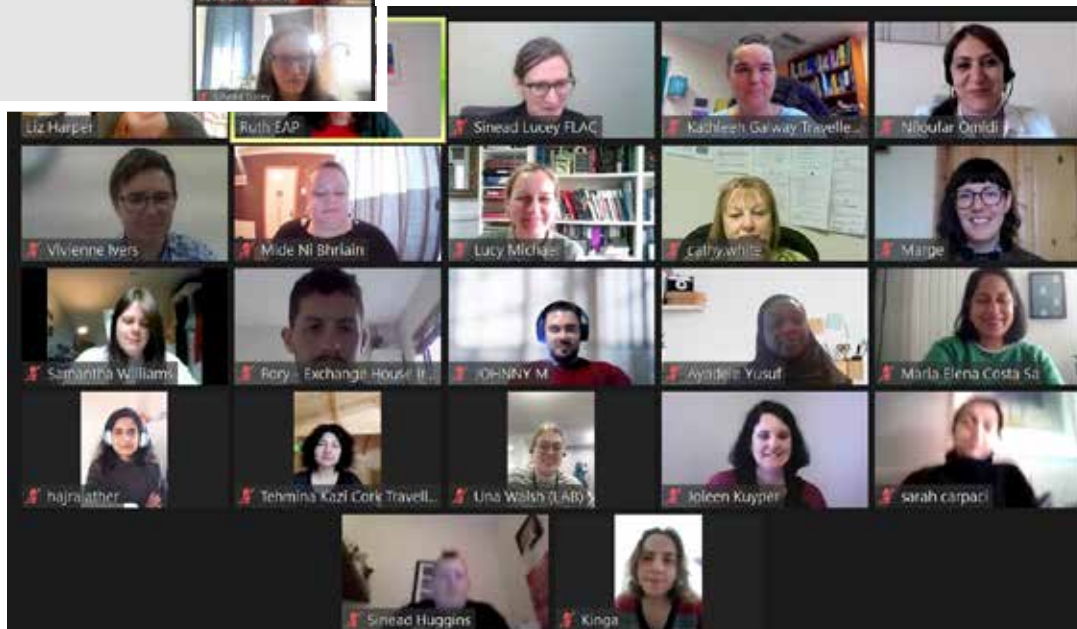 Sinead Lucey
Liz Harper
Ruth EAP
Sinead Lucey FLAC
Kathleen Galway Travelle...
Niloufar Omidi
Vivienne Ivers
Mide Ni Bhriain
Lucy Michael
cathy.white
Marge
Samantha Williams
Rory - Exchange House Ir...
JOHNNY M
Ayodele Yusuf
Maria Elena Costa Sa
hajra ather
Tehmina Kazi Cork Travell...
Una Walsh (LAB)
Joleen Kuyper
sarah carpaci
Sinead Huggins
Kinga